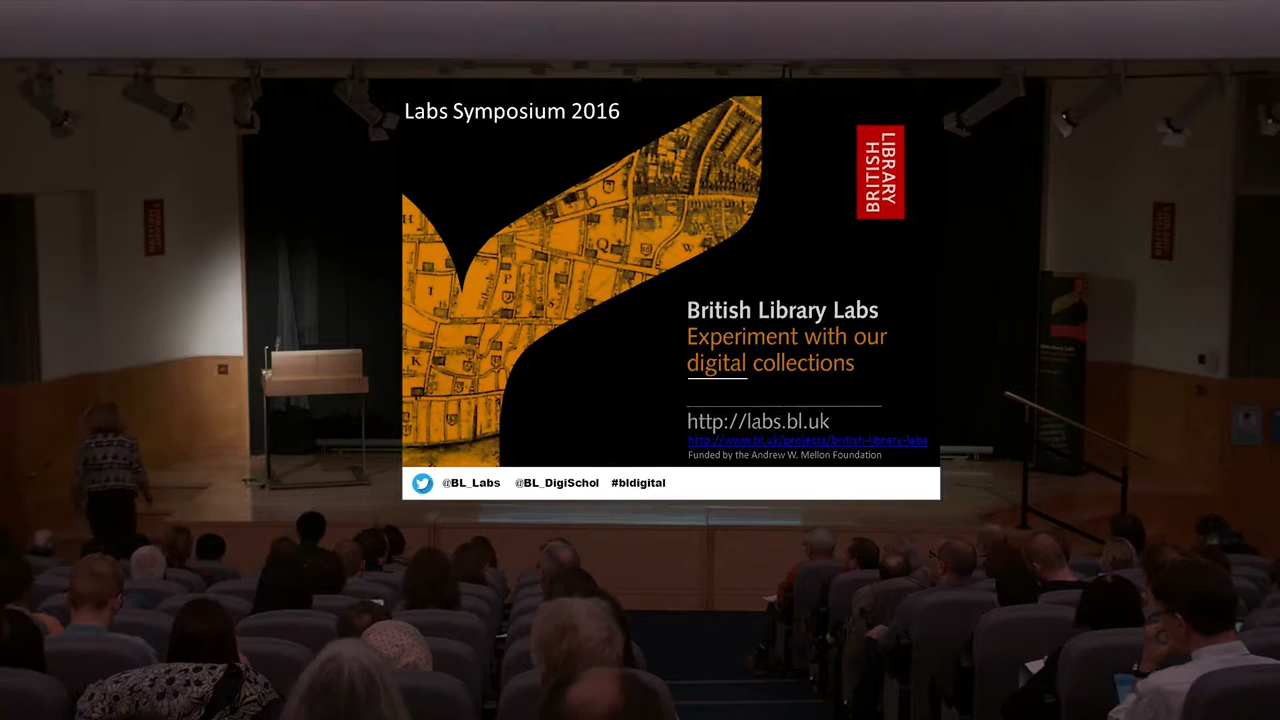 Labs Symposium 2016
BRITISH
LIBRARY
British Library Labs
Experiment with our
digital collections
http://labs.bl.uk
http://www.bl.uk/projects/british-library-labs
Funded by the Andrew W. Mellon Foundation
@BL_Labs @BL_DigiSchol #bldigital